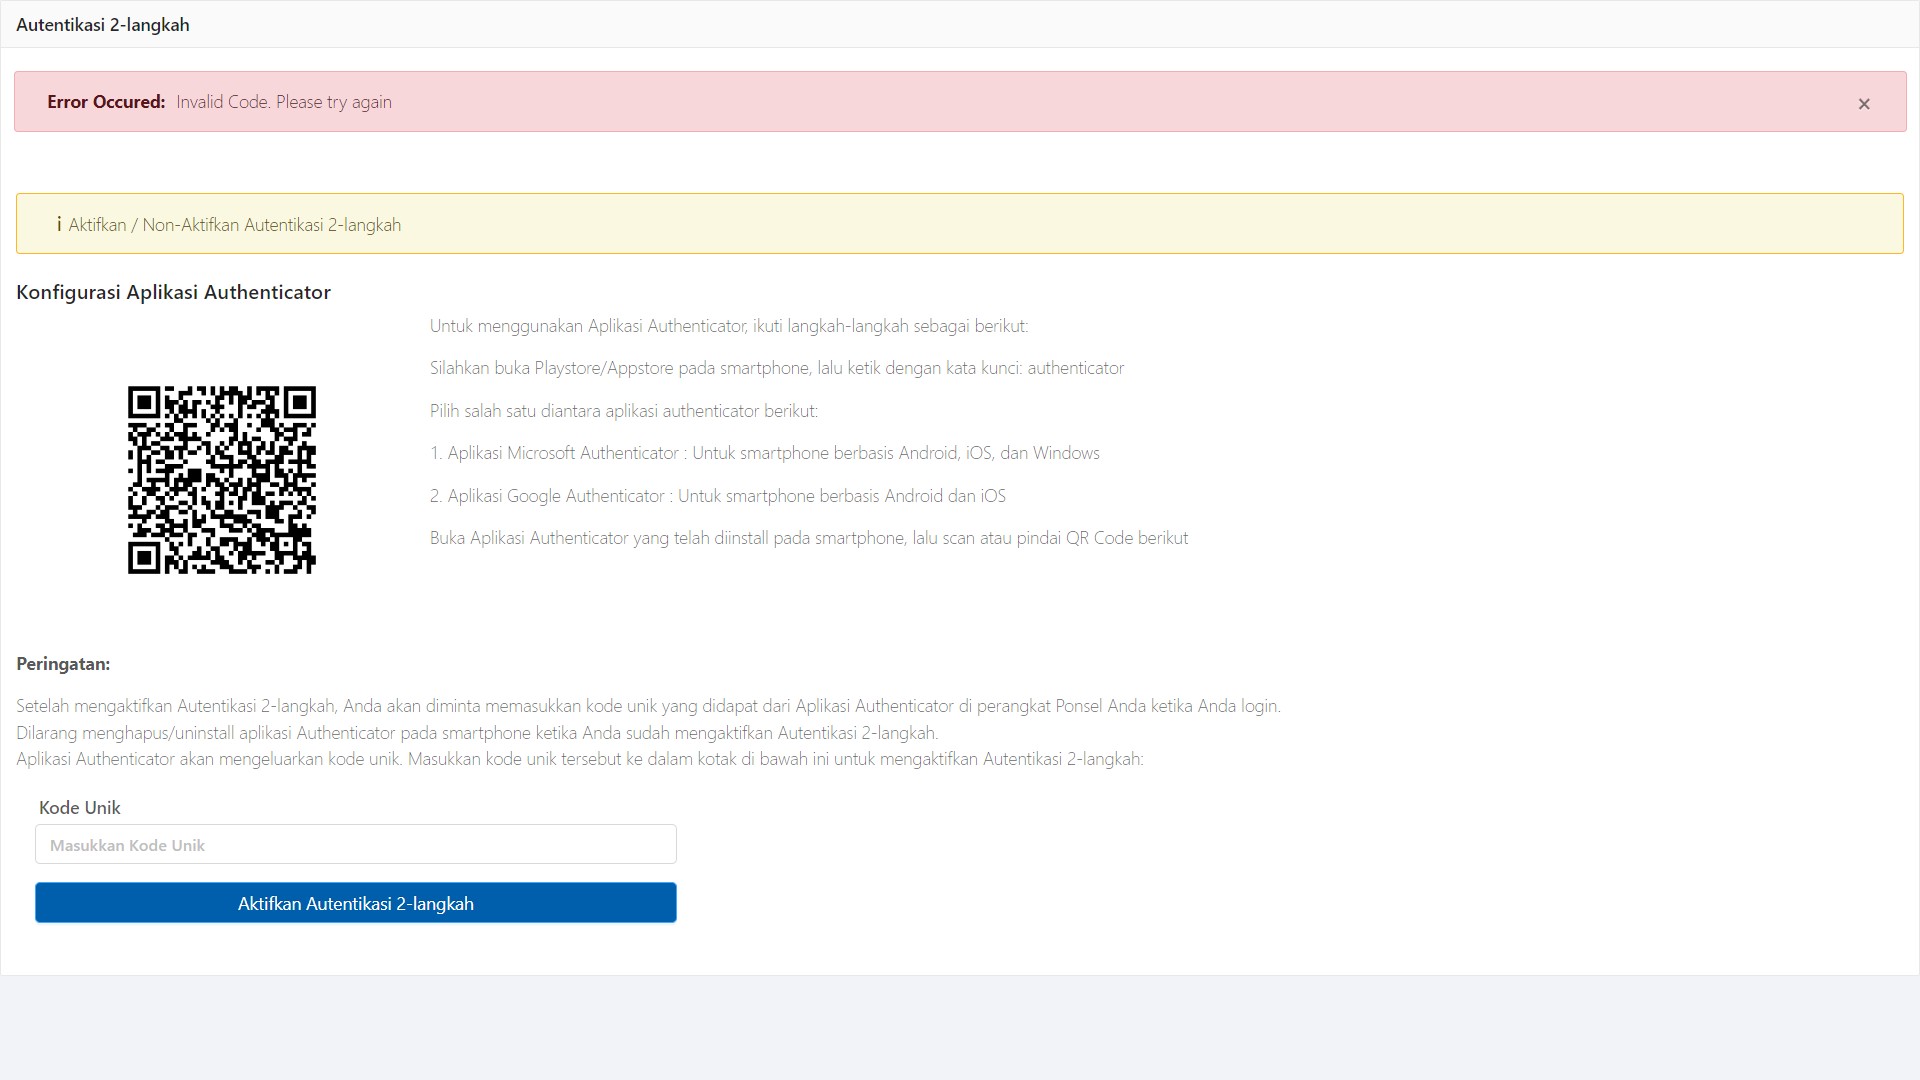 Autentikasi 2-langkah
Error Occured: Invalid Code. Please try again
×
i Aktifkan / Non-Aktifkan Autentikasi 2-langkah
Konfigurasi Aplikasi Authenticator
Untuk menggunakan Aplikasi Authenticator, ikuti langkah-langkah sebagai berikut:
Silahkan buka Playstore/Appstore pada smartphone, lalu ketik dengan kata kunci: authenticator
Pilih salah satu diantara aplikasi authenticator berikut:
1. Aplikasi Microsoft Authenticator : Untuk smartphone berbasis Android, iOS, dan Windows
2. Aplikasi Google Authenticator : Untuk smartphone berbasis Android dan iOS
Buka Aplikasi Authenticator yang telah diinstall pada smartphone, lalu scan atau pindai QR Code berikut
Peringatan:
Setelah mengaktifkan Autentikasi 2-langkah, Anda akan diminta memasukkan kode unik yang didapat dari Aplikasi Authenticator di perangkat Ponsel Anda ketika Anda login.
Dilarang menghapus/uninstall aplikasi Authenticator pada smartphone ketika Anda sudah mengaktifkan Autentikasi 2-langkah.
Aplikasi Authenticator akan mengeluarkan kode unik. Masukkan kode unik tersebut ke dalam kotak di bawah ini untuk mengaktifkan Autentikasi 2-langkah:
Kode Unik
Masukkan Kode Unik
Aktifkan Autentikasi 2-langkah